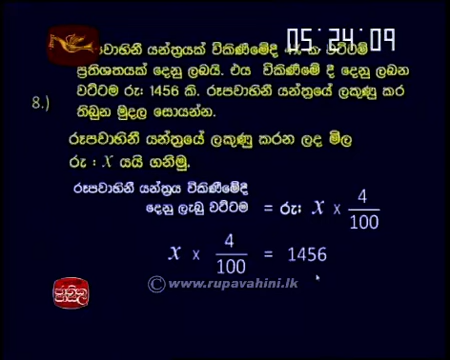 05:24:09
රූපවාහිනී යන්ත්‍රයක් විකිණීමේදී 4% ක වට්ටම්
ප්‍රතිශතයක් දෙනු ලබයි. එය විකිණීමේ දී දෙනු ලබන
8.) වට්ටම රු: 1456 කි. රූපවාහිනී යන්ත්‍රයේ ලකුණු කර
තිබුන මුදල සොයන්න.
රූපවාහිනී යන්ත්‍රයේ ලකුණු කරන ලද මිල
රු : x යයි ගනිමු.
රූපවාහිනී යන්ත්‍රය විකිණීමේදී
දෙනු ලැබූ වට්ටම = රු: x × 4/100
x × 4/100 = 1456
© www.rupavahini.lk
ජාතික
පාසල